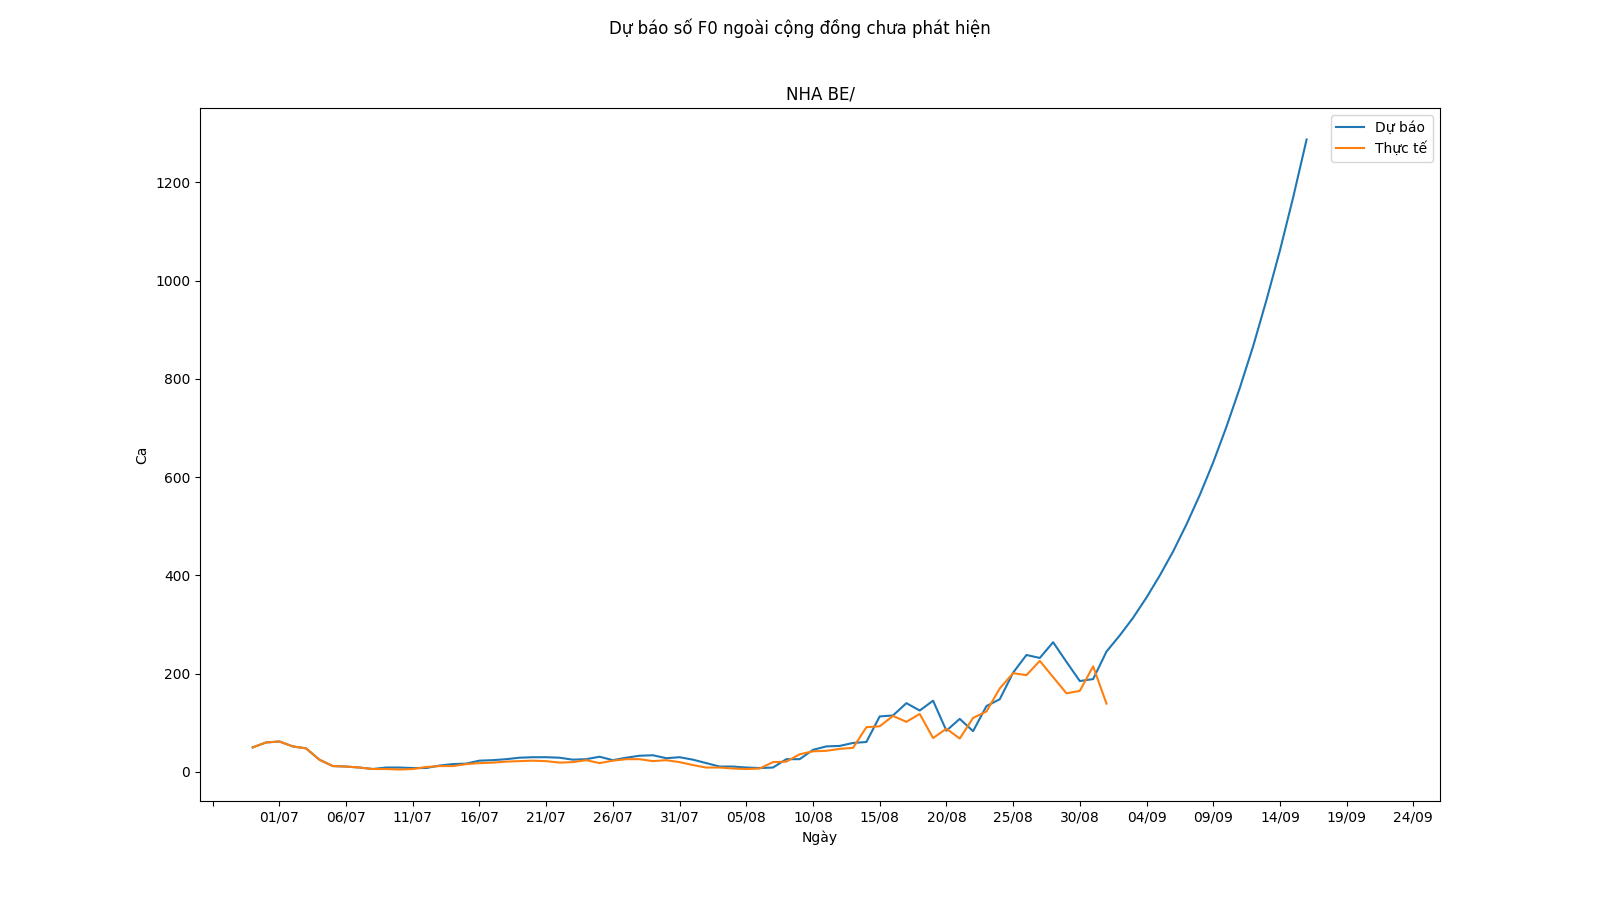 Dự báo số F0 ngoài cộng đồng chưa phát hiện
NHA BE/
Dự báo
Thực tế
1200
1000
800
600
400
200
0
Ca
01/07 06/07 11/07 16/07 21/07 26/07 31/07 05/08 10/08 15/08 20/08 25/08 30/08 04/09 09/09 14/09 19/09 24/09
Ngày